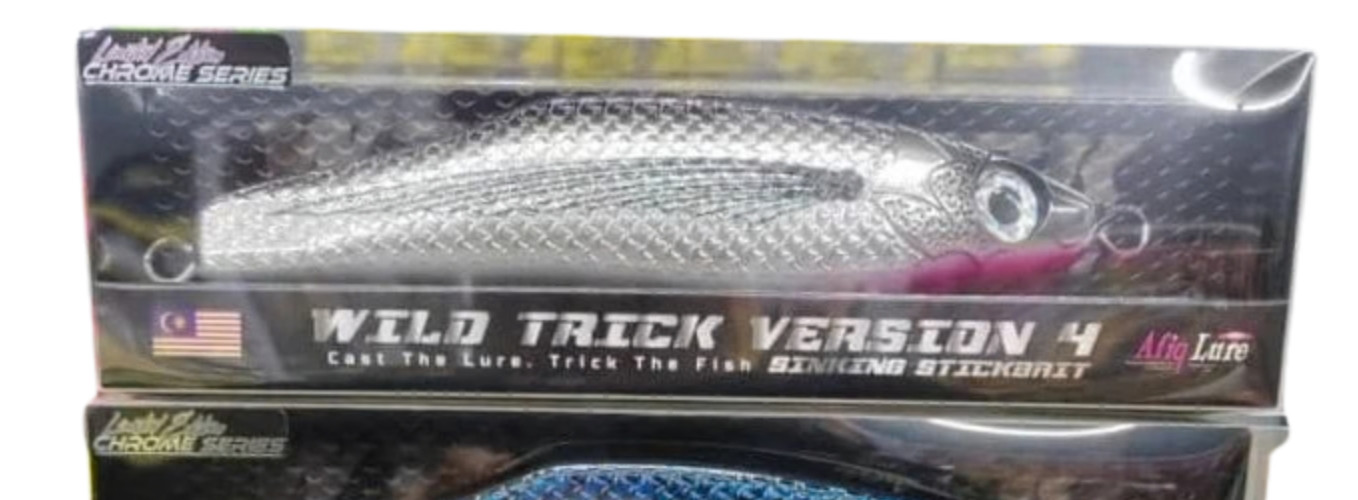 Limited Edition
CHROME SERIES
WILD TRICK VERSION 4
Cast The Lure. Trick The Fish SINKING STICKBAIT
Afiq Lure
Limited Edition
CHROME SERIES